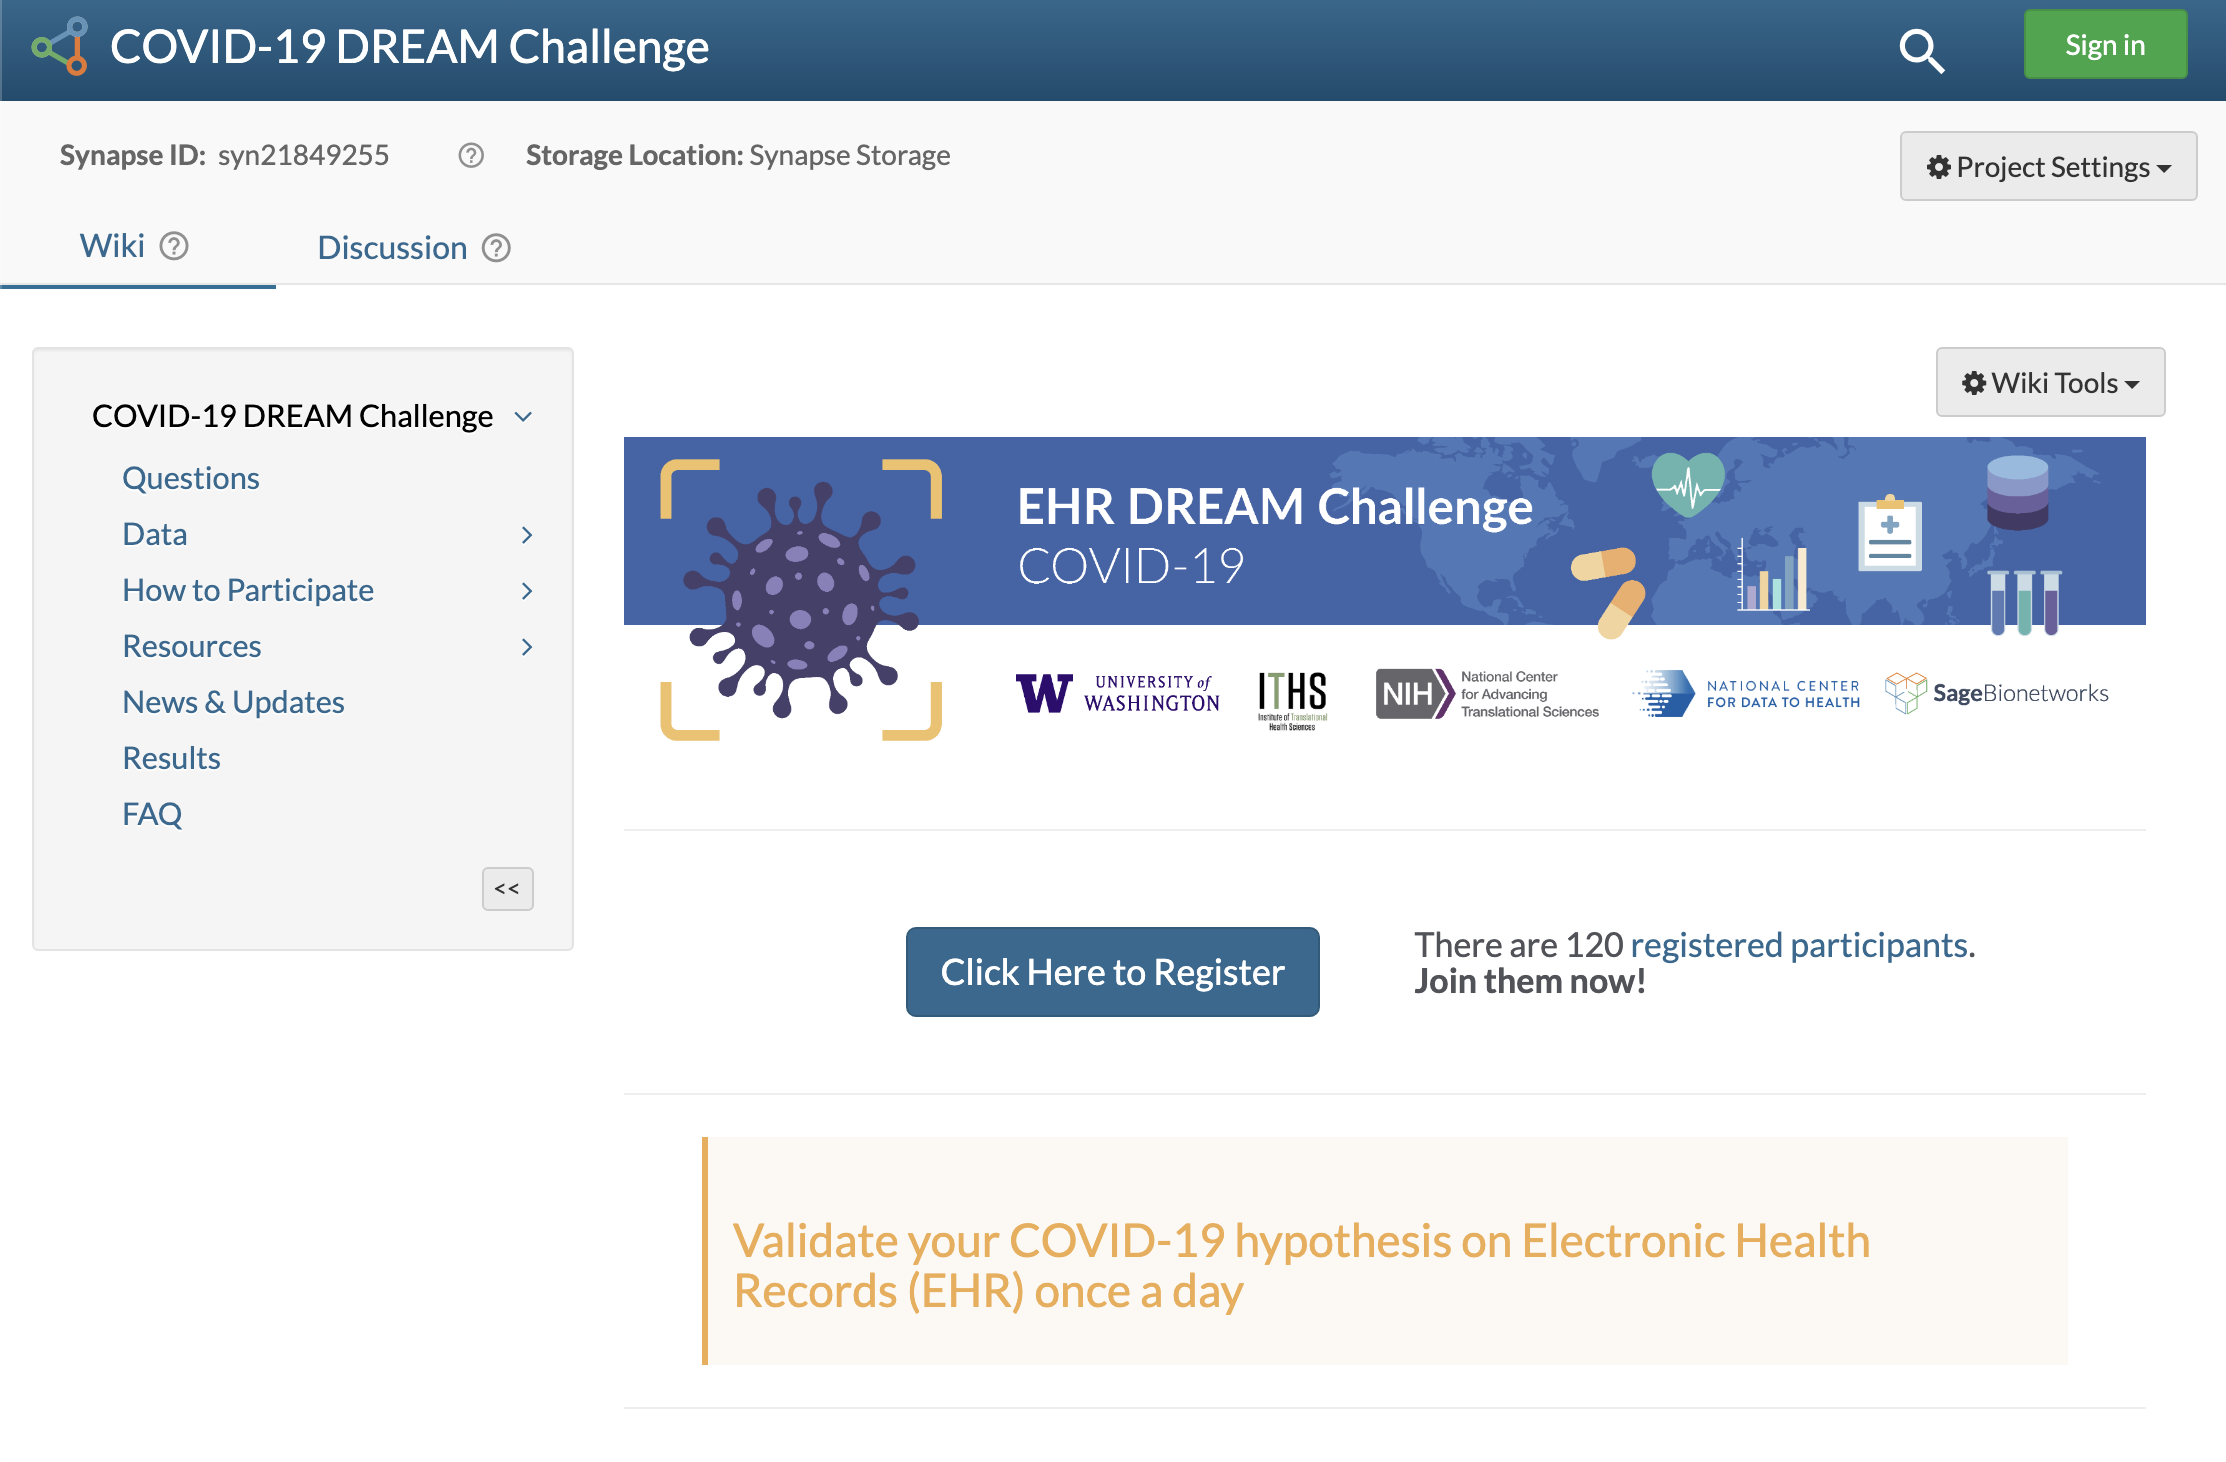 COVID-19 DREAM Challenge
Sign in
Synapse ID: syn21849255
Storage Location: Synapse Storage
Project Settings
Wiki
Discussion
COVID-19 DREAM Challenge
Questions
Data
How to Participate
Resources
News & Updates
Results
FAQ
<<
Wiki Tools
EHR DREAM Challenge
COVID-19
W UNIVERSITY of
WASHINGTON
ITHS
Institute of Translational
Health Sciences
NIH
National Center
for Advancing
Translational Sciences
NATIONAL CENTER
FOR DATA TO HEALTH
SageBionetworks
Click Here to Register
There are 120 registered participants.
Join them now!
Validate your COVID-19 hypothesis on Electronic Health
Records (EHR) once a day